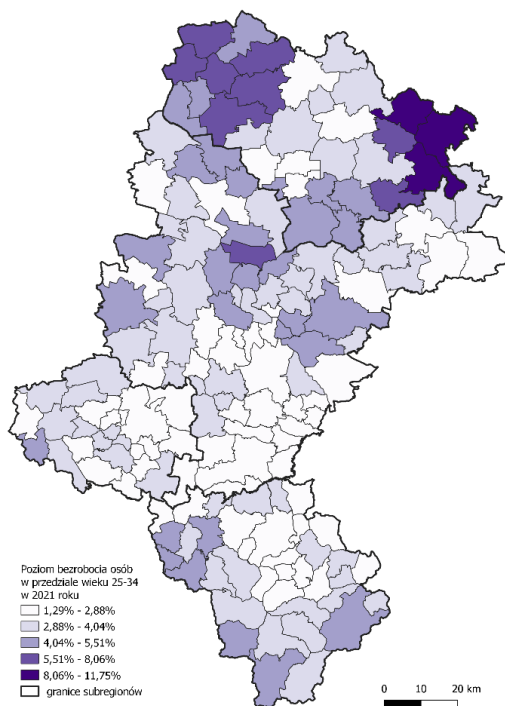 Poziom bezrobocia osób
w przedziale wieku 25-34
w 2021 roku
1,29% - 2,88%
2,88% - 4,04%
4,04% - 5,51%
5,51% - 8,06%
8,06% - 11,75%
granice subregionów
0 10 20 km